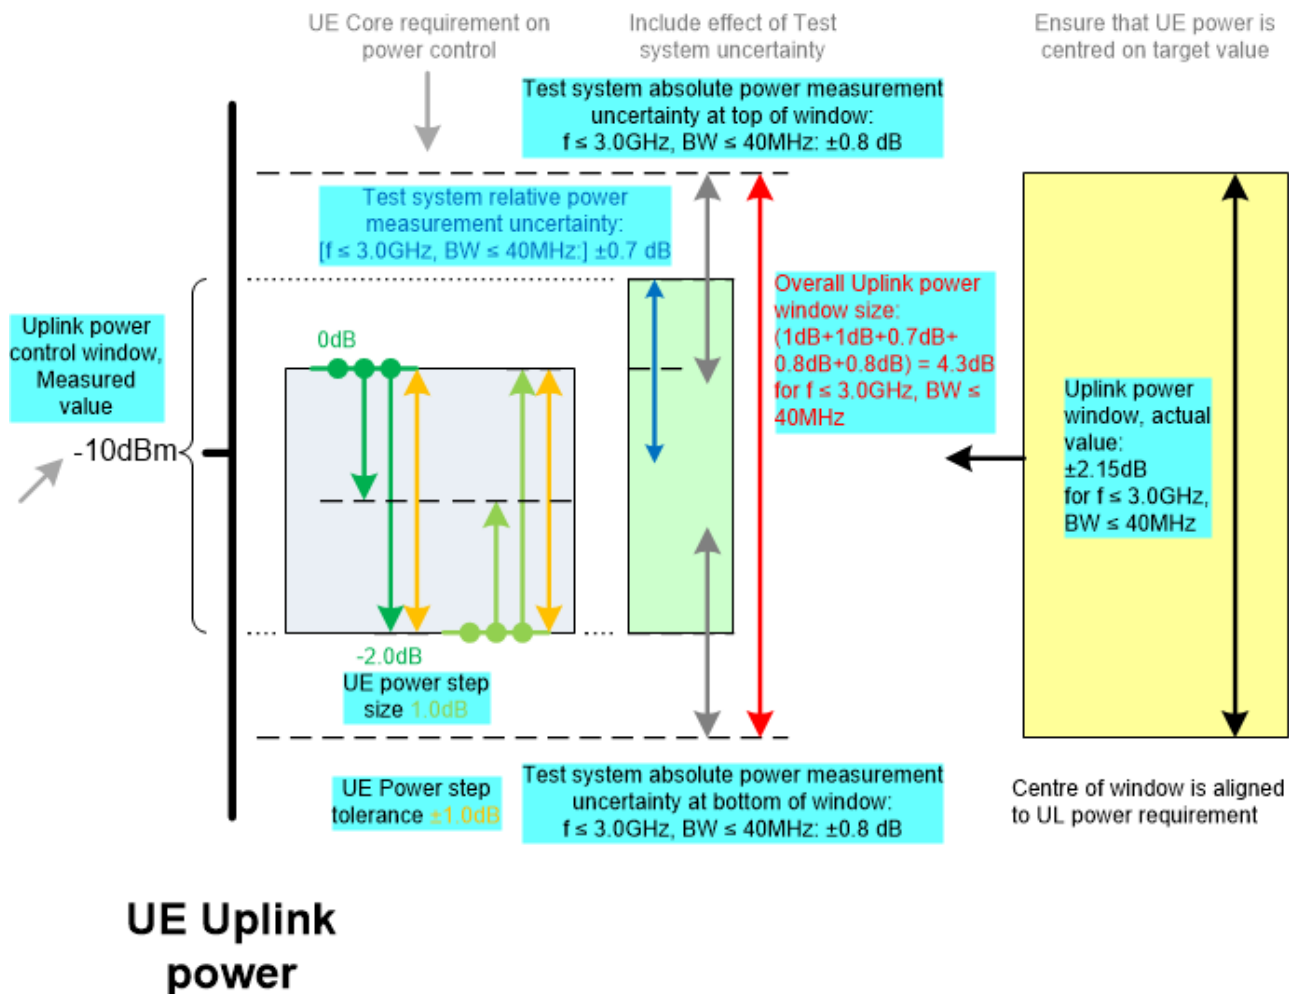 UE Core requirement on
power control
Include effect of Test
system uncertainty
Ensure that UE power is
centred on target value
Test system absolute power measurement
uncertainty at top of window:
f ≤ 3.0GHz, BW ≤ 40MHz: ±0.8 dB
Test system relative power
measurement uncertainty:
[f ≤ 3.0GHz, BW ≤ 40MHz:] ±0.7 dB
Overall Uplink power
window size:
(1dB+1dB+0.7dB+
0.8dB+0.8dB) = 4.3dB
for f ≤ 3.0GHz, BW ≤
40MHz
Uplink power
control window,
Measured
value
0dB
-10dBm
Uplink power
window, actual
value:
±2.15dB
for f ≤ 3.0GHz,
BW ≤ 40MHz
-2.0dB
UE power step
size 1.0dB
UE Power step
tolerance ±1.0dB
Test system absolute power measurement
uncertainty at bottom of window:
f ≤ 3.0GHz, BW ≤ 40MHz: ±0.8 dB
Centre of window is aligned
to UL power requirement
UE Uplink
power